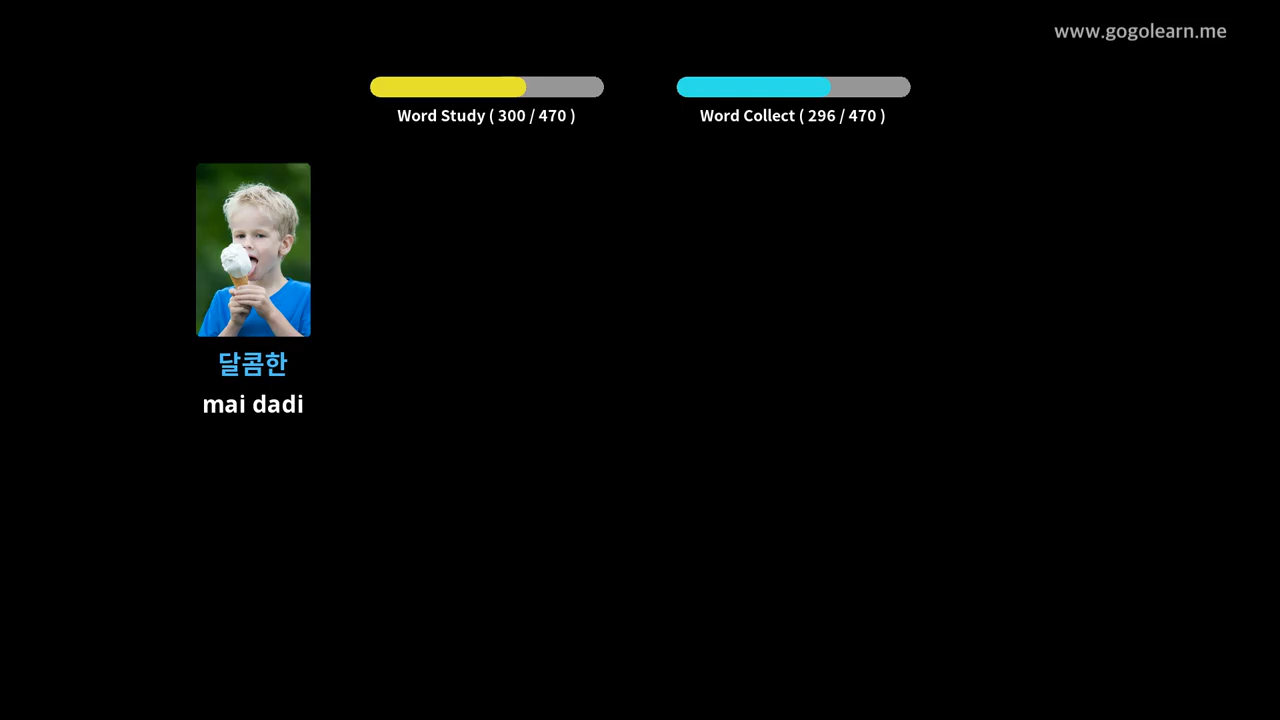 www.gogolearn.me
Word Study ( 300 / 470 )
Word Collect ( 296 / 470 )
달콤한
mai dadi